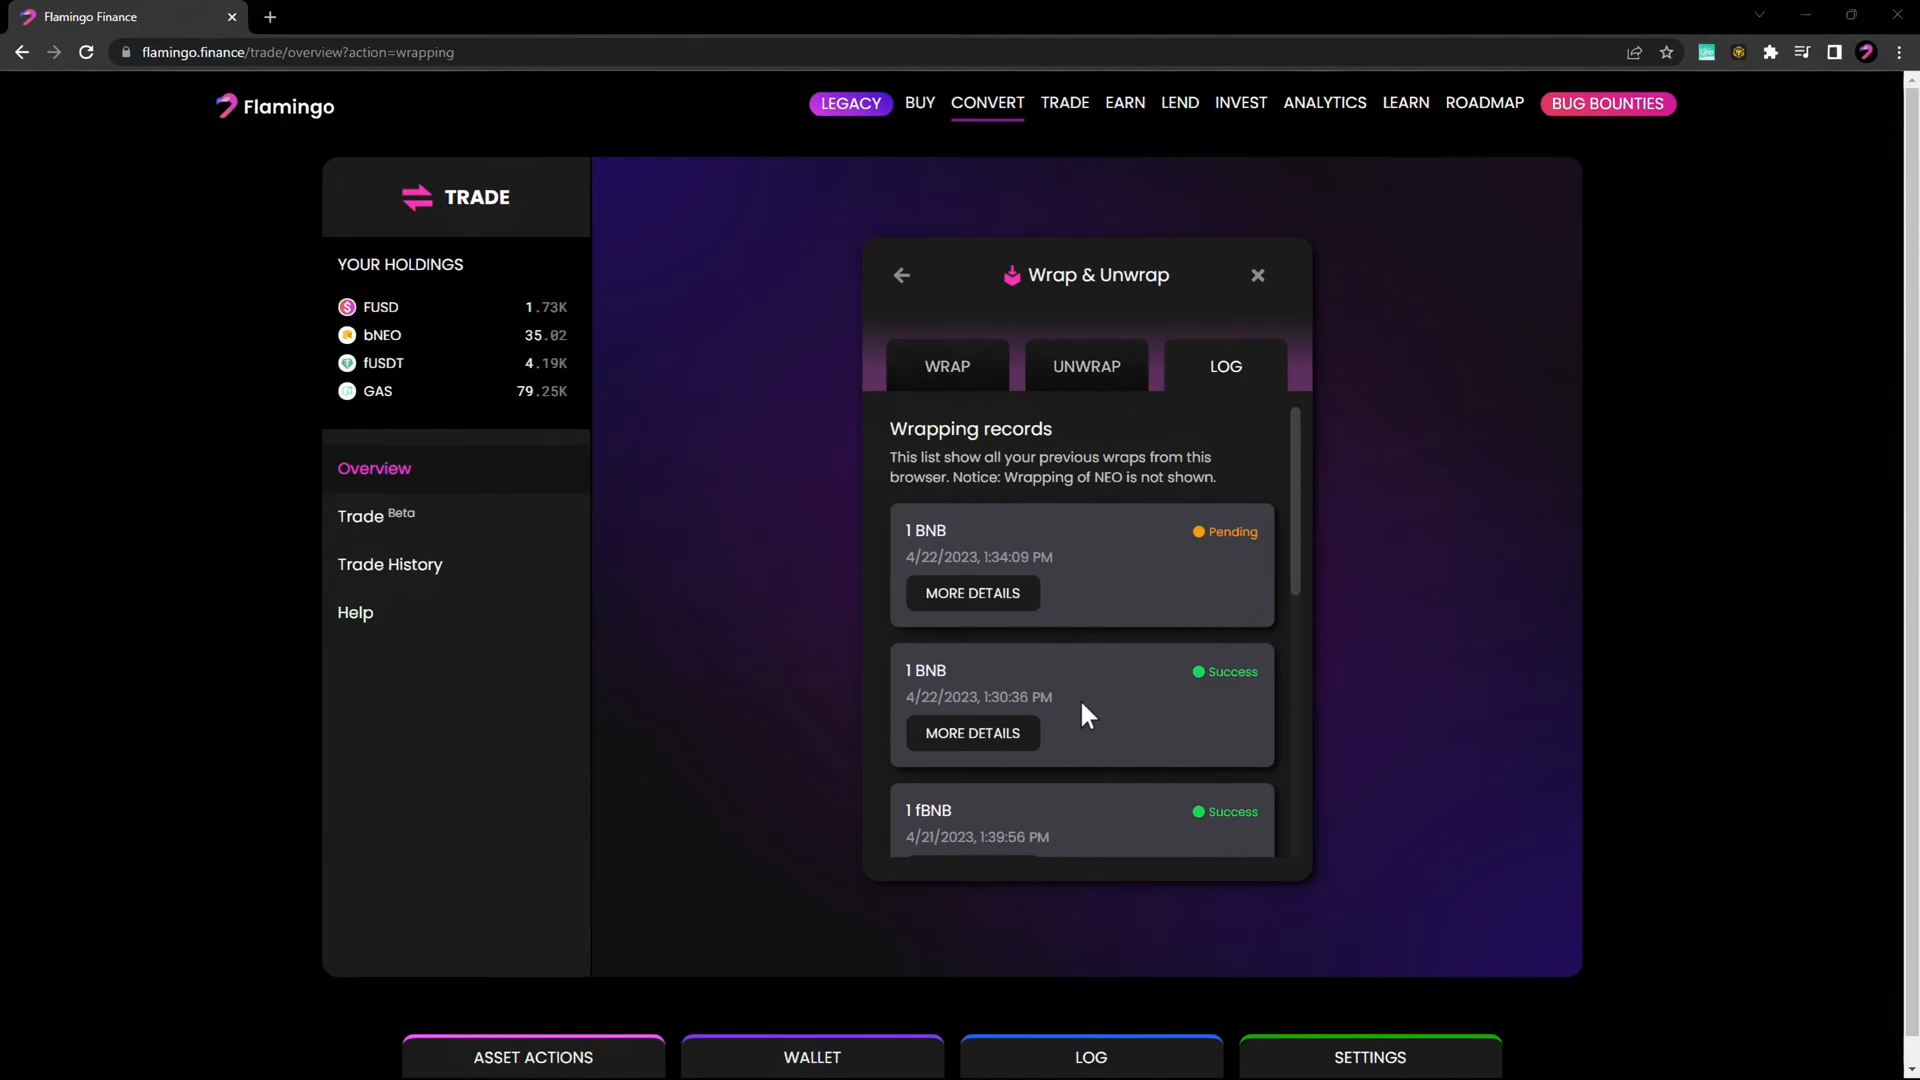 Flamingo Finance
flamingo.finance/trade/overview?action=wrapping
Flamingo
LEGACY BUY CONVERT TRADE EARN LEND INVEST ANALYTICS LEARN ROADMAP BUG BOUNTIES
TRADE
YOUR HOLDINGS
FUSD 1.73K
bNEO 35.02
fUSDT 4.19K
GAS 79.25K
Overview
Trade Beta
Trade History
Help
Wrap & Unwrap
WRAP UNWRAP LOG
Wrapping records
This list show all your previous wraps from this
browser. Notice: Wrapping of NEO is not shown.
1 BNB Pending
4/22/2023, 1:34:09 PM
MORE DETAILS
1 BNB Success
4/22/2023, 1:30:36 PM
MORE DETAILS
1 fBNB Success
4/21/2023, 1:39:56 PM
ASSET ACTIONS WALLET LOG SETTINGS